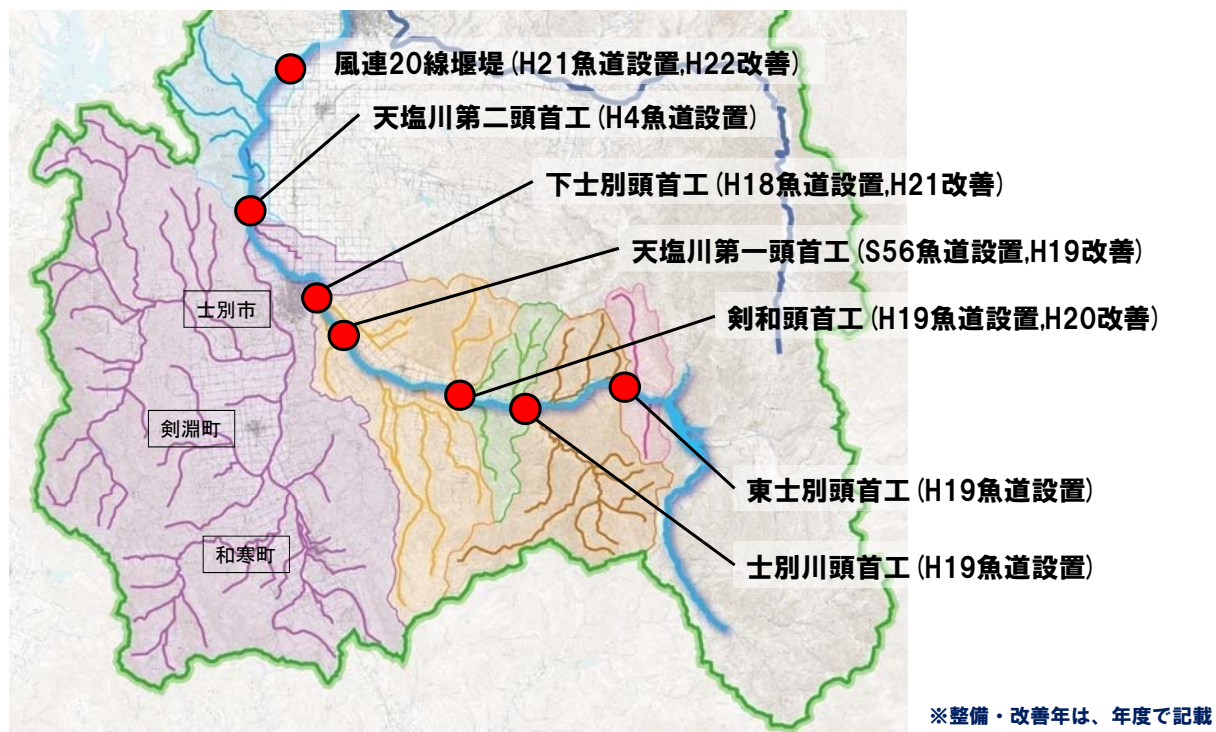 風連20線堰堤(H21魚道設置,H22改善)
天塩川第二頭首工(H4魚道設置)
下士別頭首工(H18魚道設置,H21改善)
天塩川第一頭首工(S56魚道設置,H19改善)
士別市
剣和頭首工(H19魚道設置,H20改善)
剣淵町
東士別頭首工(H19魚道設置)
和寒町
士別川頭首工(H19魚道設置)
※整備・改善年は、年度で記載